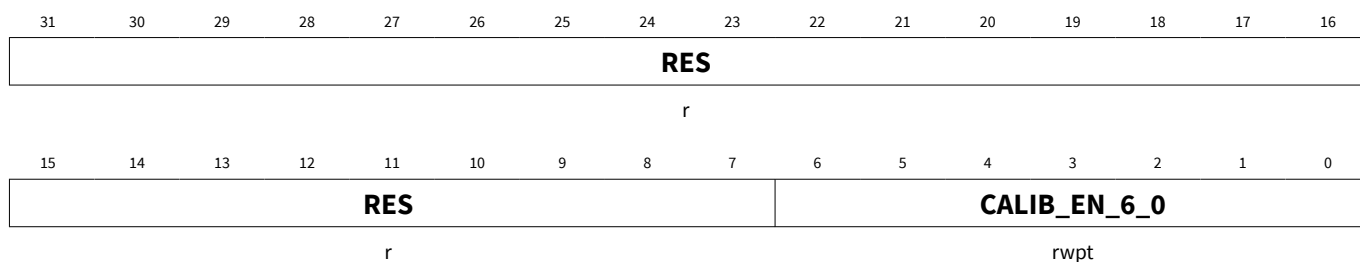 31 30 29 28 27 26 25 24 23 22 21 20 19 18 17 16
RES
r
15 14 13 12 11 10 9 8 7 6 5 4 3 2 1 0
RES CALIB_EN_6_0
r rwpt